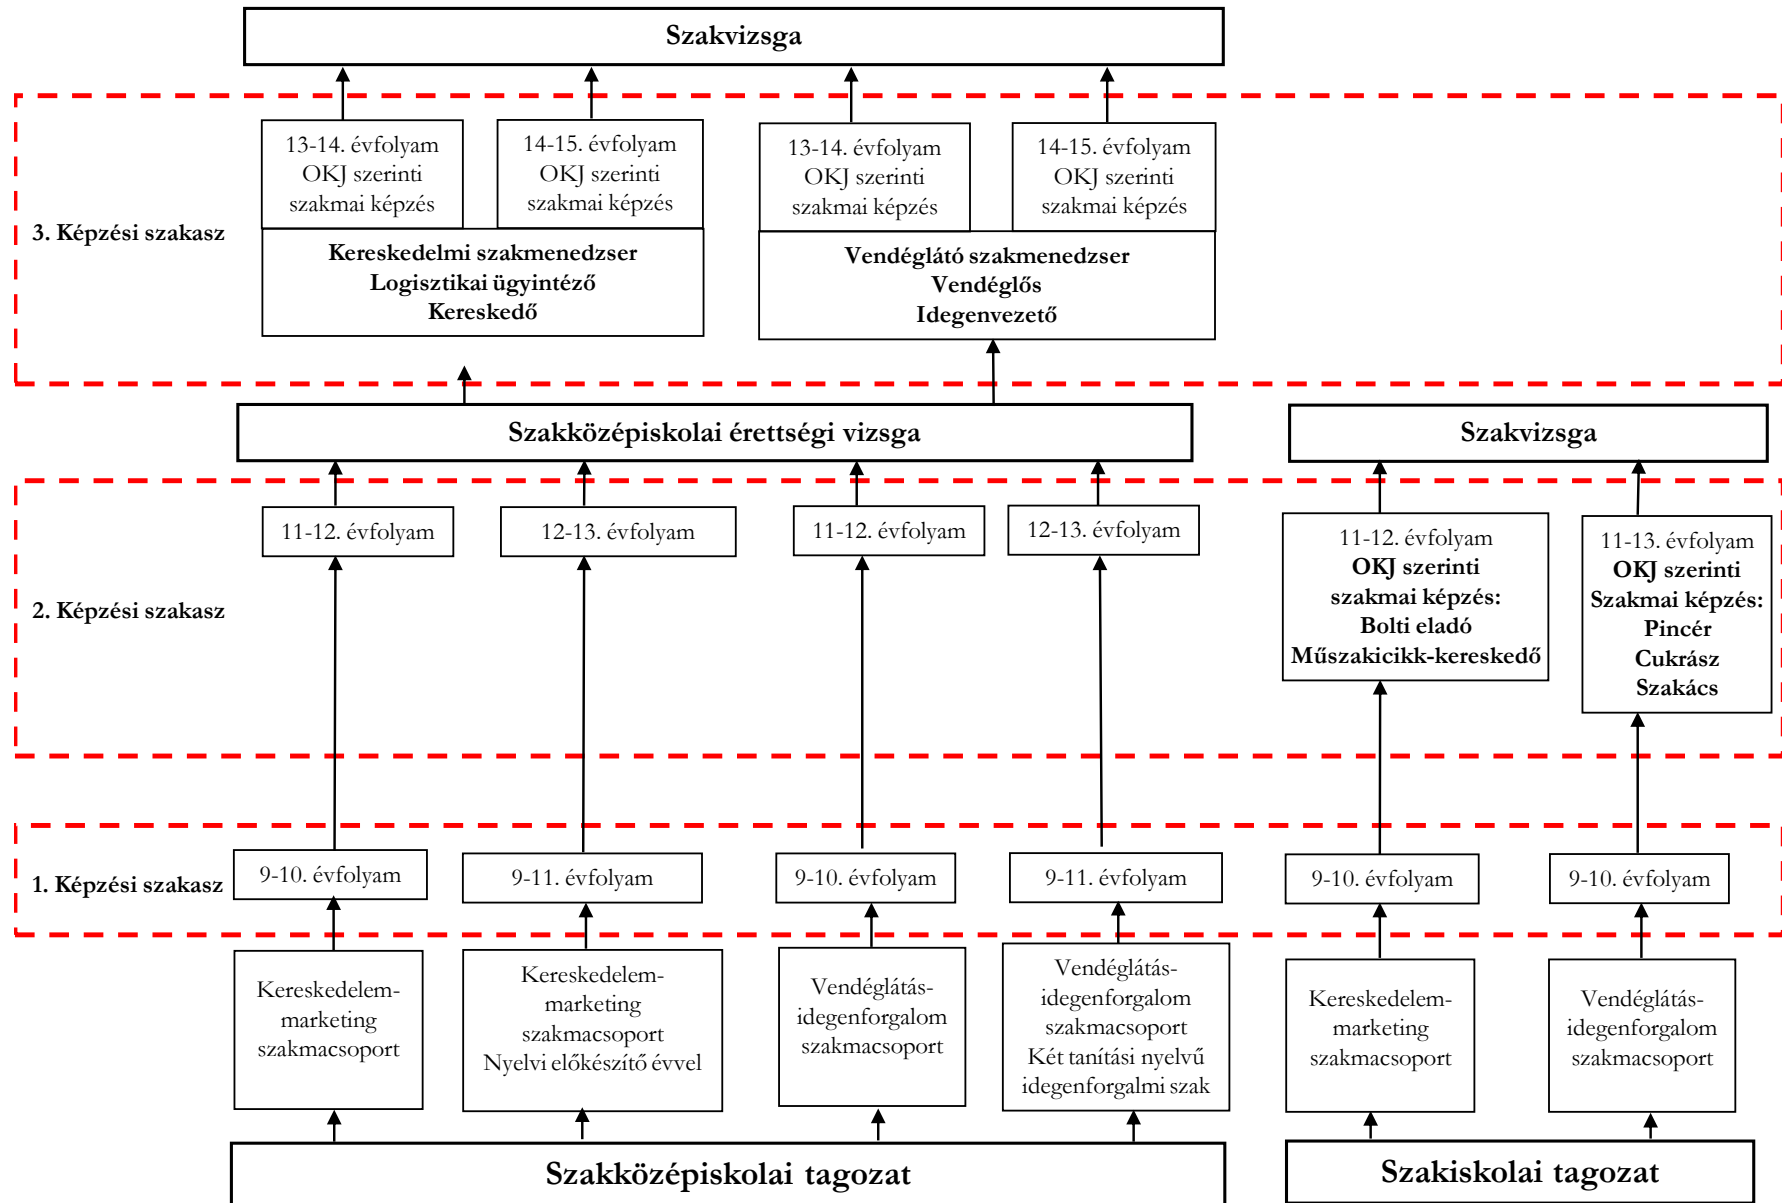 Szakvizsga
13-14. évfolyam
OKJ szerinti
szakmai képzés
14-15. évfolyam
OKJ szerinti
szakmai képzés
13-14. évfolyam
OKJ szerinti
szakmai képzés
14-15. évfolyam
OKJ szerinti
szakmai képzés
3. Képzési szakasz
Kereskedelmi szakmenedzser
Logisztikai ügyintéző
Kereskedő
Vendéglátó szakmenedzser
Vendéglős
Idegenvezető
Szakközépiskolai érettségi vizsga
Szakvizsga
11-12. évfolyam
12-13. évfolyam
11-12. évfolyam
12-13. évfolyam
11-12. évfolyam
OKJ szerinti
szakmai képzés:
Bolti eladó
Műszakicikk-kereskedő
11-13. évfolyam
OKJ szerinti
Szakmai képzés:
Pincér
Cukrász
Szakács
2. Képzési szakasz
1. Képzési szakasz
9-10. évfolyam
9-11. évfolyam
9-10. évfolyam
9-11. évfolyam
9-10. évfolyam
9-10. évfolyam
Kereskedelem-
marketing
szakmacsoport
Kereskedelem-
marketing
szakmacsoport
Nyelvi előkészítő évvel
Vendéglátás-
idegenforgalom
szakmacsoport
Vendéglátás-
idegenforgalom
szakmacsoport
Két tanítási nyelvű
idegenforgalmi szak
Kereskedelem-
marketing
szakmacsoport
Vendéglátás-
idegenforgalom
szakmacsoport
Szakközépiskolai tagozat
Szakiskolai tagozat